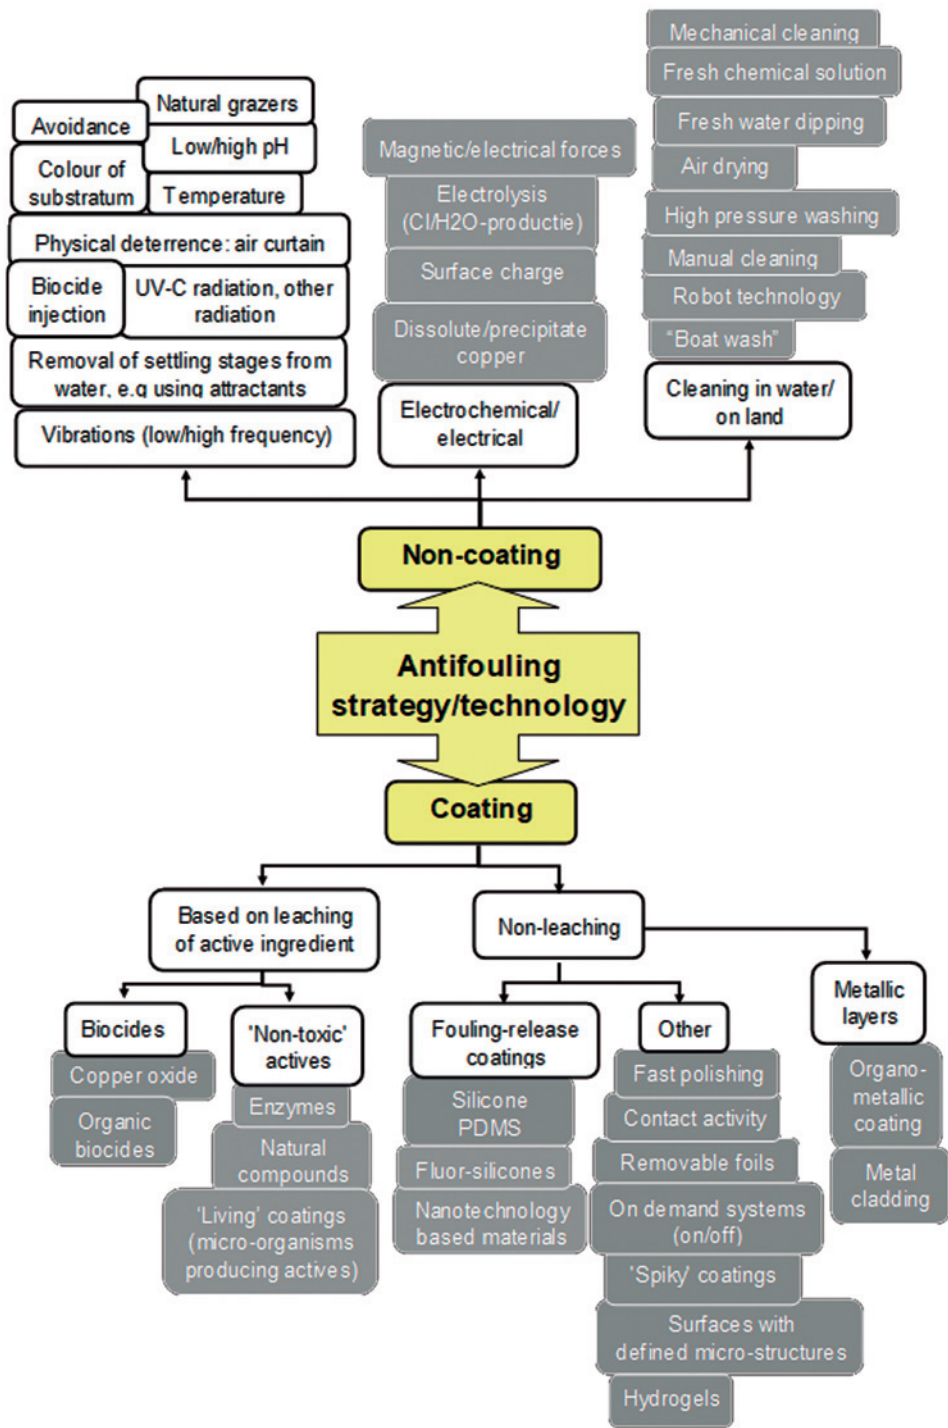 Natural grazers
Avoidance
Low/high pH
Colour of
substratum
Temperature
Physical deterrence: air curtain
Biocide
injection
UV-C radiation, other
radiation
Removal of settling stages from
water, e.g using attractants
Vibrations (low/high frequency)
Magnetic/electrical forces
Electrolysis
(Cl/H2O-productie)
Surface charge
Dissolute/precipitate
copper
Electrochemical/
electrical
Mechanical cleaning
Fresh chemical solution
Fresh water dipping
Air drying
High pressure washing
Manual cleaning
Robot technology
“Boat wash”
Cleaning in water/
on land
Non-coating
Antifouling
strategy/technology
Coating
Based on leaching
of active ingredient
Non-leaching
Biocides
Copper oxide
Organic
biocides
'Non-toxic'
actives
Enzymes
Natural
compounds
'Living' coatings
(micro-organisms
producing actives)
Fouling-release
coatings
Silicone
PDMS
Fluor-silicones
Nanotechnology
based materials
Other
Fast polishing
Contact activity
Removable foils
On demand systems
(on/off)
'Spiky' coatings
Surfaces with
defined micro-structures
Hydrogels
Metallic
layers
Organo-
metallic
coating
Metal
cladding